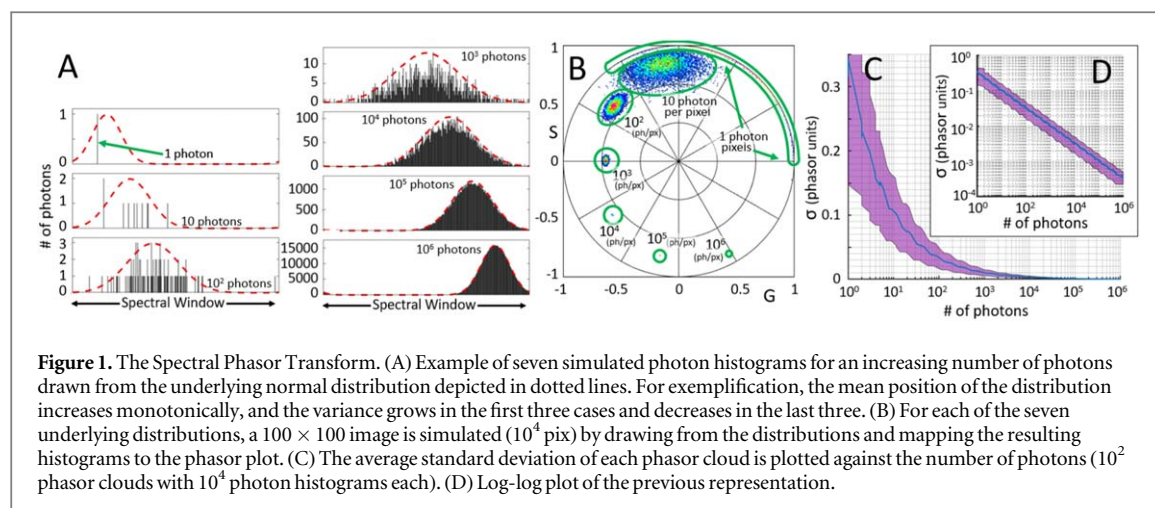 A
# of photons
1
0
1 photon
2
1
0
10 photons
3
2
1
0
10² photons
Spectral Window
10
5
0
10³ photons
100
50
0
10⁴ photons
1000
500
0
10⁵ photons
15000
10000
5000
0
10⁶ photons
Spectral Window
B
1
0.5
S
0
-0.5
-1
-1
-0.5
0
0.5
G
1
10 photon
per pixel
1 photon
pixels
10²
(ph/px)
10³
(ph/px)
10⁴
(ph/px)
10⁵
(ph/px)
10⁶
(ph/px)
C
σ (phasor units)
0.3
0.2
0.1
0
10⁰
10¹
10²
10³
10⁴
10⁵
10⁶
# of photons
D
σ (phasor units)
10⁰
10⁻¹
10⁻²
10⁻³
10⁻⁴
10⁰
10²
10⁴
10⁶
# of photons
Figure 1. The Spectral Phasor Transform. (A) Example of seven simulated photon histograms for an increasing number of photons
drawn from the underlying normal distribution depicted in dotted lines. For exemplification, the mean position of the distribution
increases monotonically, and the variance grows in the first three cases and decreases in the last three. (B) For each of the seven
underlying distributions, a 100 × 100 image is simulated (10⁴ pix) by drawing from the distributions and mapping the resulting
histograms to the phasor plot. (C) The average standard deviation of each phasor cloud is plotted against the number of photons (10²
phasor clouds with 10⁴ photon histograms each). (D) Log-log plot of the previous representation.